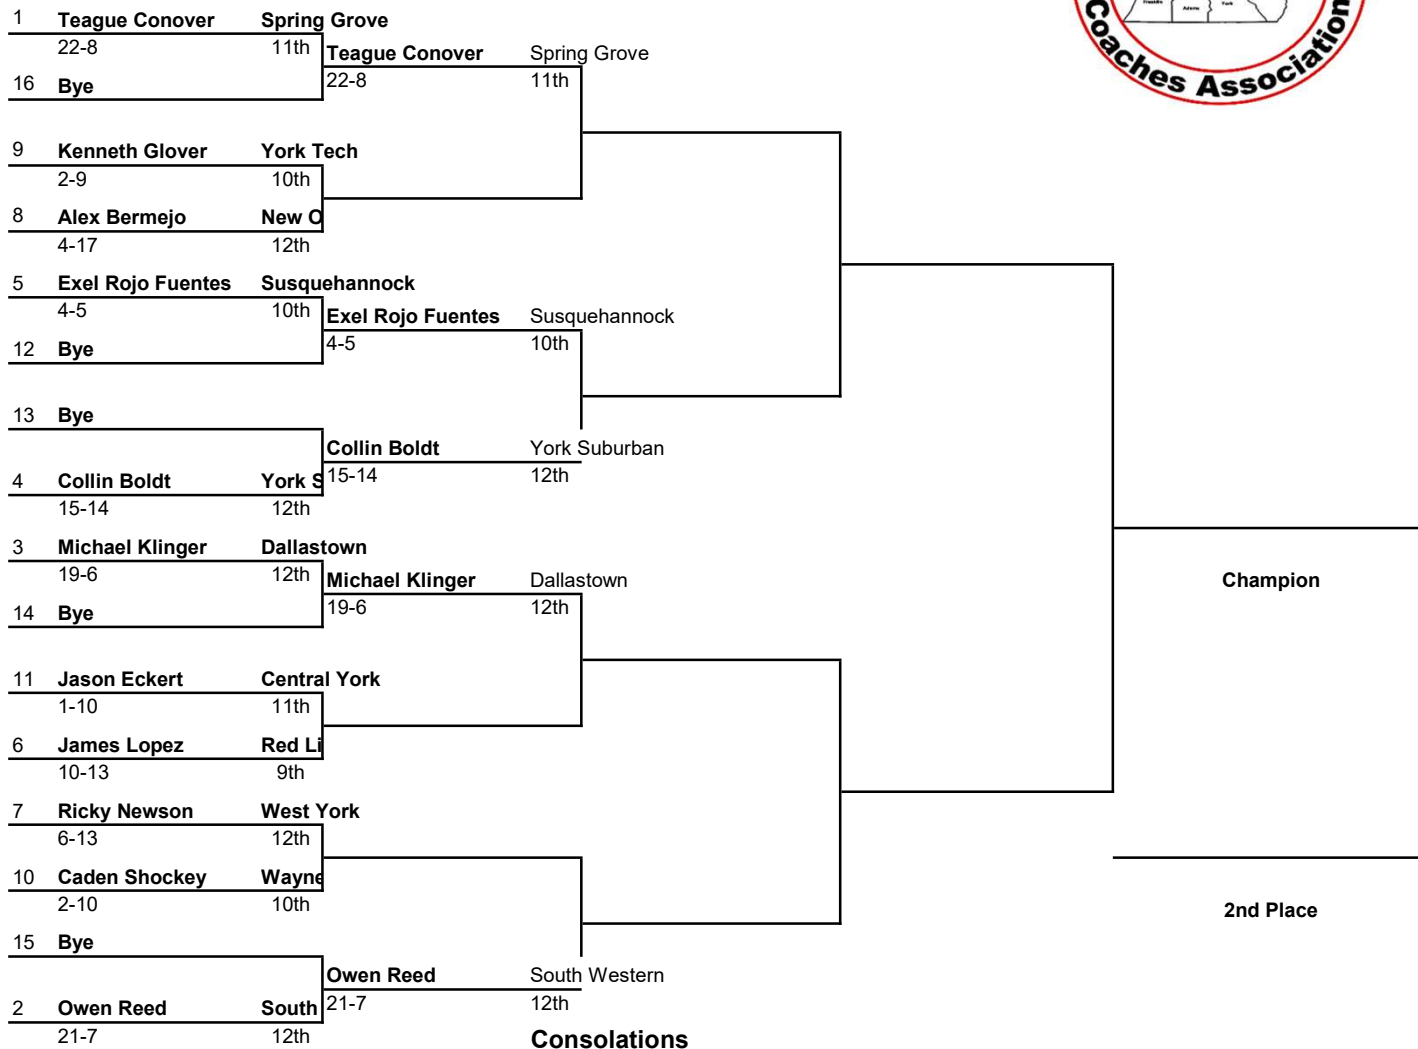 1 Teague Conover Spring Grove
22-8 11th
Teague Conover Spring Grove
16 Bye
22-8 11th
9 Kenneth Glover York Tech
2-9 10th
8 Alex Bermejo New O
4-17 12th
5 Exel Rojo Fuentes Susquehannock
4-5 10th
Exel Rojo Fuentes Susquehannock
12 Bye
4-5 10th
13 Bye
Collin Boldt York Suburban
4 Collin Boldt York S
15-14 12th
15-14 12th
3 Michael Klinger Dallastown
19-6 12th
Michael Klinger Dallastown
14 Bye
19-6 12th
11 Jason Eckert Central York
1-10 11th
6 James Lopez Red Li
10-13 9th
7 Ricky Newson West York
6-13 12th
10 Caden Shockey Wayne
2-10 10th
15 Bye
Owen Reed South Western
2 Owen Reed South
21-7 12th
21-7 12th
Consolations
Champion
2nd Place
Coaches Association
Franklin Adams York